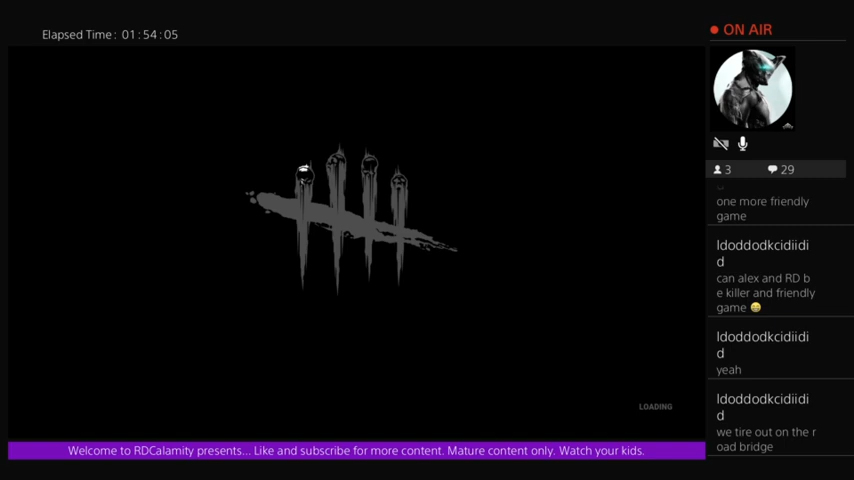 Elapsed Time: 01:54:05
ON AIR
3
29
one more friendly
game
ldoddodkcidiidi
d
can alex and RD b
e killer and friendly
game 😄
ldoddodkcidiidi
d
yeah
ldoddodkcidiidi
d
we tire out on the r
oad bridge
LOADING
Welcome to RDCalamity presents... Like and subscribe for more content. Mature content only. Watch your kids.